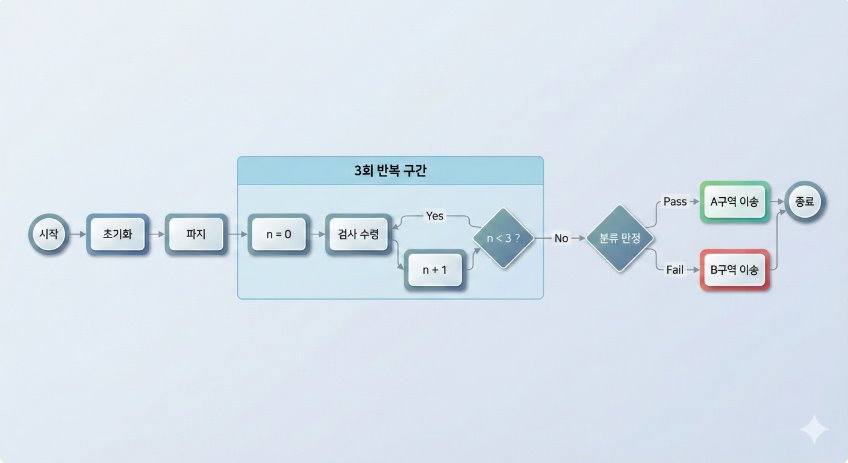 3회 반복 구간
시작
초기화
파지
n = 0
검사 수령
Yes
n + 1
n < 3 ?
No
분류 판정
Pass
A구역 이송
Fail
B구역 이송
종료